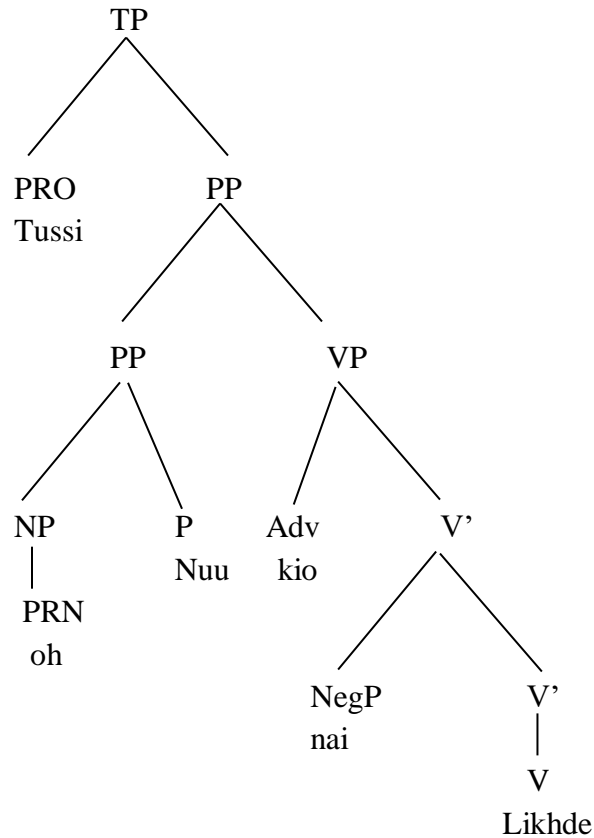 TP
PRO PP
Tussi
PP VP
NP P Adv V’
Nuu kio
PRN
oh
NegP V’
nai
V
Likhde